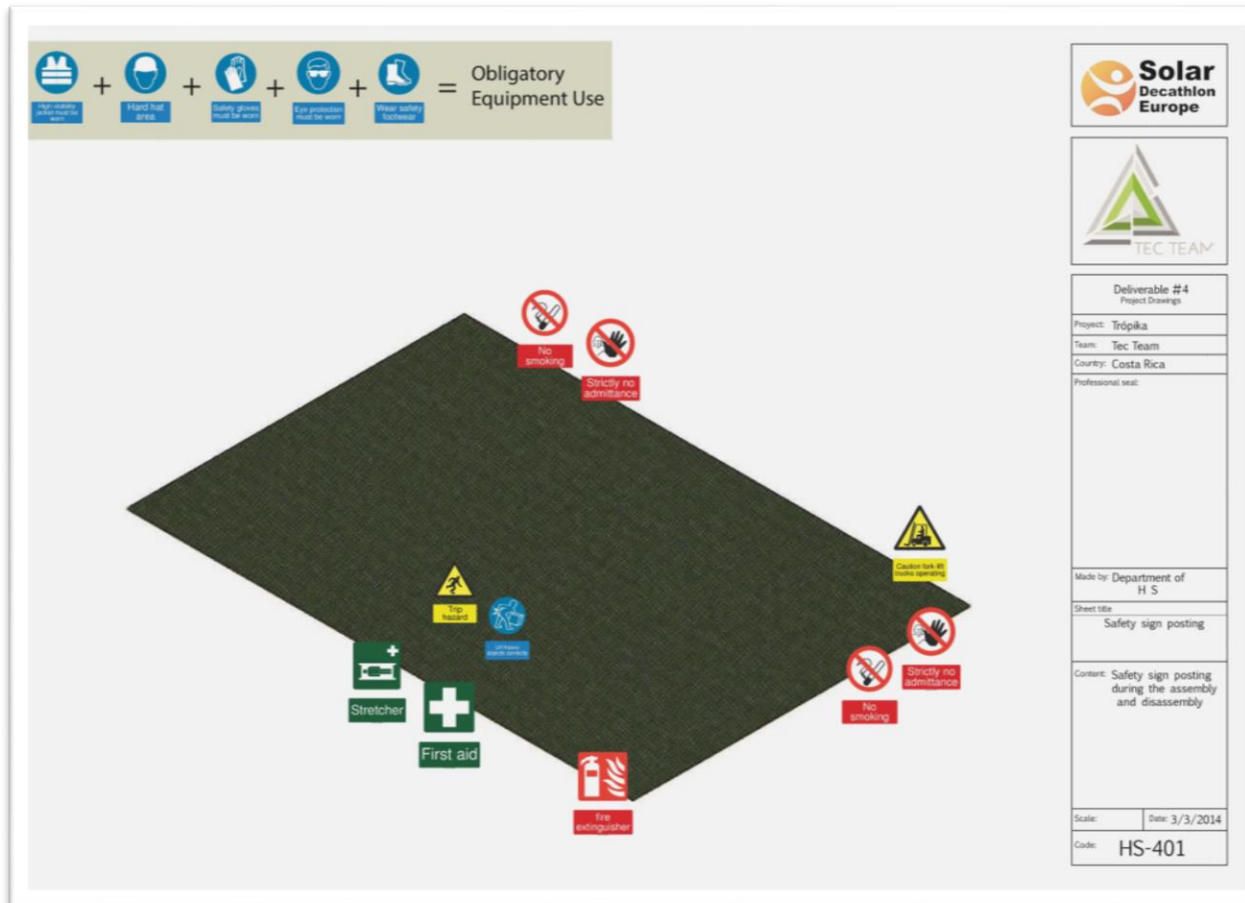 High visibility
jacket must be
worn
+
Hard hat
area
+
Safety gloves
must be worn
+
Eye protection
must be worn
+
Wear safety
footwear
=
Obligatory
Equipment Use
No
smoking
Strictly no
admittance
Caution fork lift
trucks operating
Trip
hazard
Strictly no
admittance
No
smoking
Stretcher
First aid
fire
extinguisher
Solar
Decathlon
Europe
TEC TEAM
Deliverable #4
Project Drawings
Proyect: Trópika
Team: Tec Team
Country: Costa Rica
Professional seal:
Made by: Department of
H S
Sheet title
Safety sign posting
Content: Safety sign posting
during the assembly
and disassembly
Scale:
Date: 3/3/2014
Code: HS-401